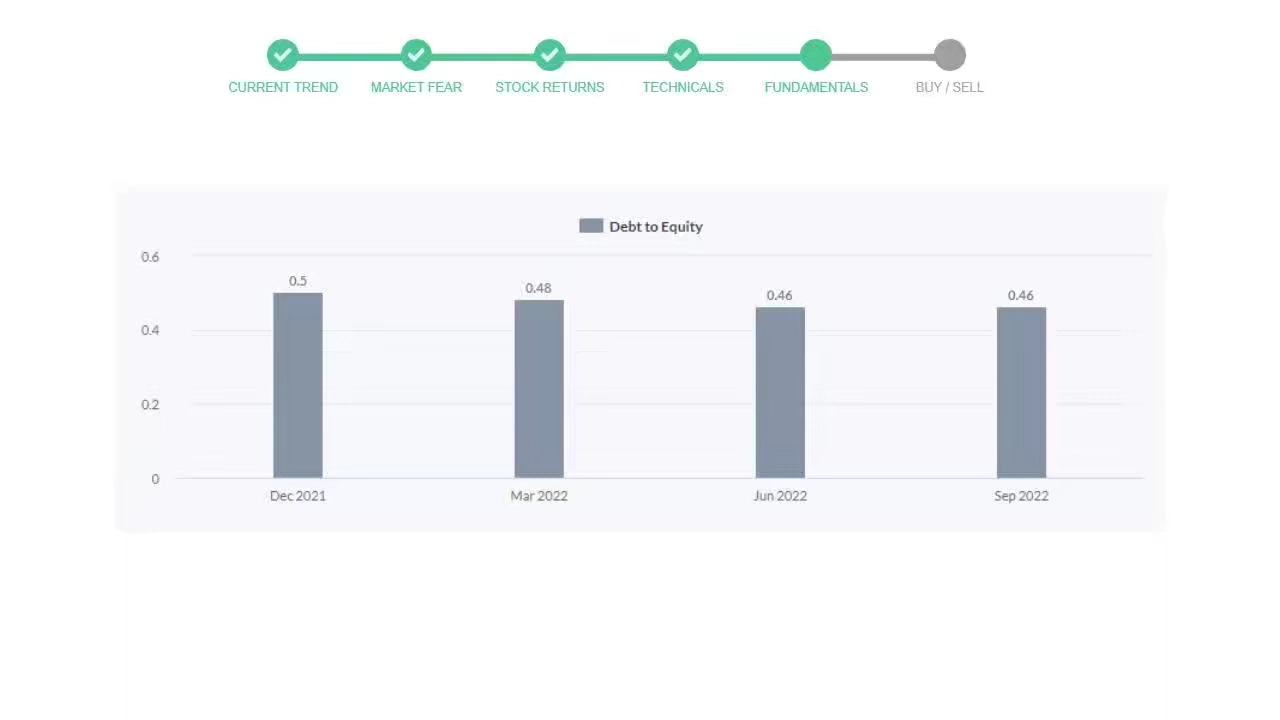 CURRENT TREND MARKET FEAR STOCK RETURNS TECHNICALS FUNDAMENTALS BUY / SELL
Debt to Equity
0.6
0.5
0.48
0.46
0.46
0.4
0.2
0
Dec 2021 Mar 2022 Jun 2022 Sep 2022